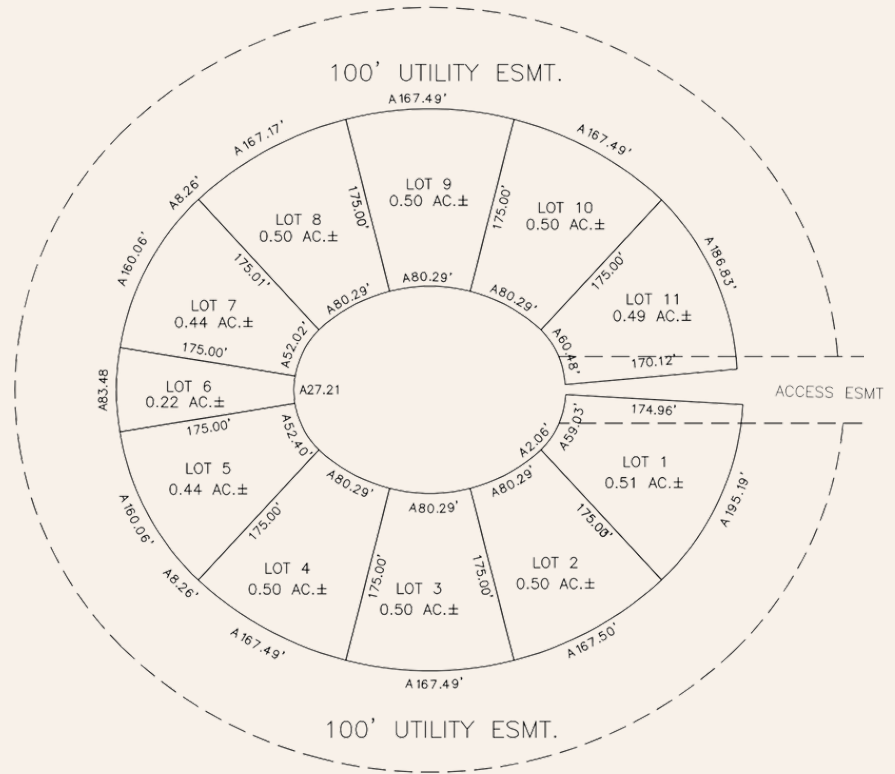 100' UTILITY ESMT.
A167.49'
A167.17'
A167.49'
A8.26'
LOT 9
0.50 AC.±
175.00'
175.00'
LOT 8
0.50 AC.±
LOT 10
0.50 AC.±
A160.06'
175.01'
A80.29'
A80.29'
A80.29'
175.00'
A186.83'
LOT 7
0.44 AC.±
LOT 11
0.49 AC.±
175.00'
A52.02'
A60.48'
170.12'
A83.48
LOT 6
0.22 AC.±
A27.21
ACCESS ESMT
174.96'
175.00'
A52.40'
A2.06'
A59.03'
LOT 5
0.44 AC.±
A80.29'
A80.29'
A80.29'
LOT 1
0.51 AC.±
A195.19'
A160.06'
175.00'
175.00'
A8.26'
LOT 4
0.50 AC.±
175.00'
LOT 3
0.50 AC.±
175.00'
LOT 2
0.50 AC.±
A167.49'
A167.50'
A167.49'
100' UTILITY ESMT.